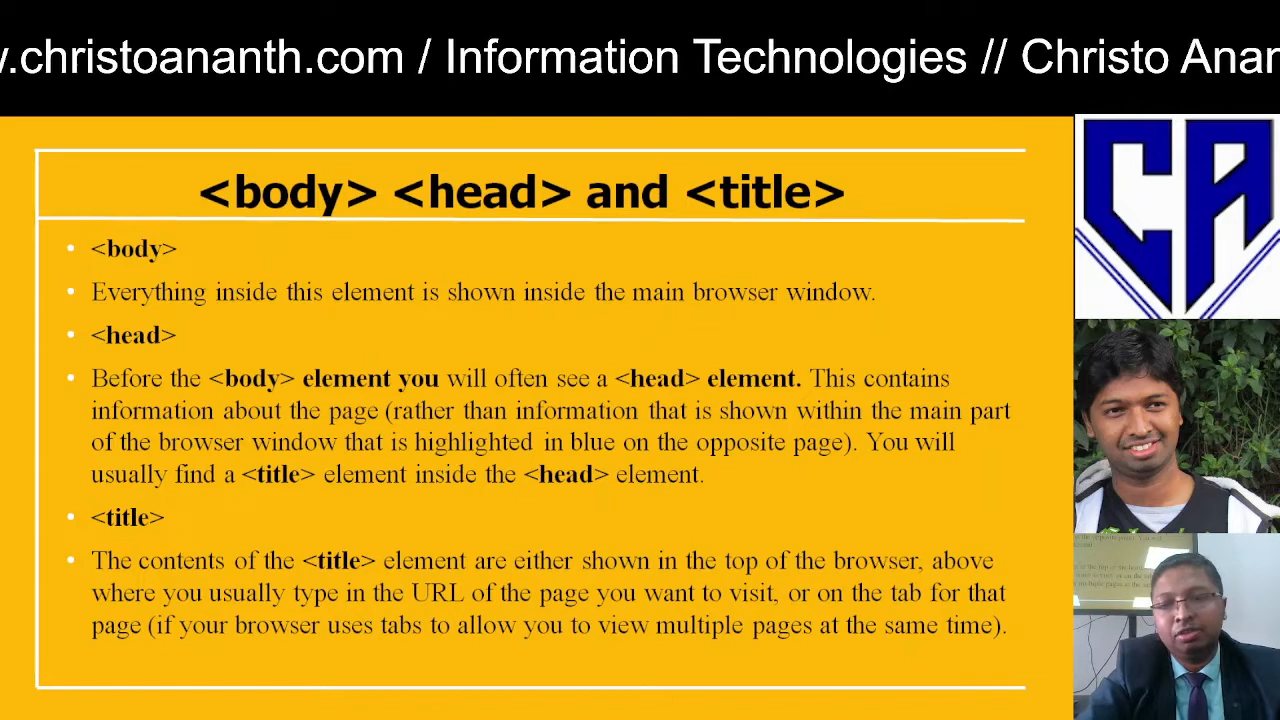 w.christoananth.com / Information Technologies // Christo Anan
<body> <head> and <title>
• <body>
• Everything inside this element is shown inside the main browser window.
• <head>
• Before the <body> element you will often see a <head> element. This contains
information about the page (rather than information that is shown within the main part
of the browser window that is highlighted in blue on the opposite page). You will
usually find a <title> element inside the <head> element.
• <title>
• The contents of the <title> element are either shown in the top of the browser, above
where you usually type in the URL of the page you want to visit, or on the tab for that
page (if your browser uses tabs to allow you to view multiple pages at the same time).
CA